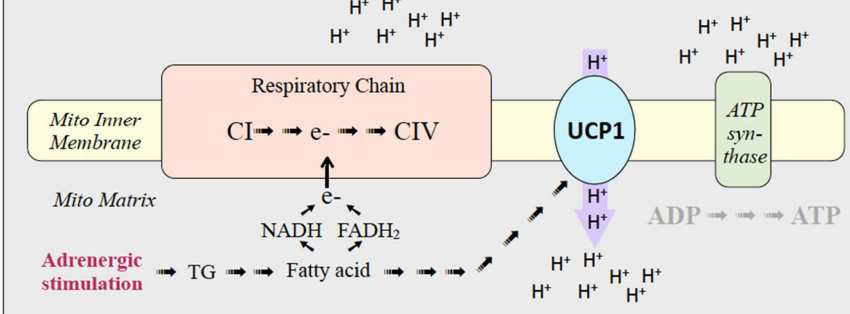 H⁺ H⁺ H⁺ H⁺ H⁺ H⁺ H⁺
H⁺ H⁺ H⁺ H⁺ H⁺ H⁺ H⁺
H⁺
Respiratory Chain
CI e- CIV
Mito Inner
Membrane
UCP1
ATP
syn-
thase
Mito Matrix
e-
NADH FADH₂
H⁺
H⁺
ADP ATP
Adrenergic
stimulation
TG Fatty acid
H⁺ H⁺ H⁺ H⁺
H⁺ H⁺ H⁺